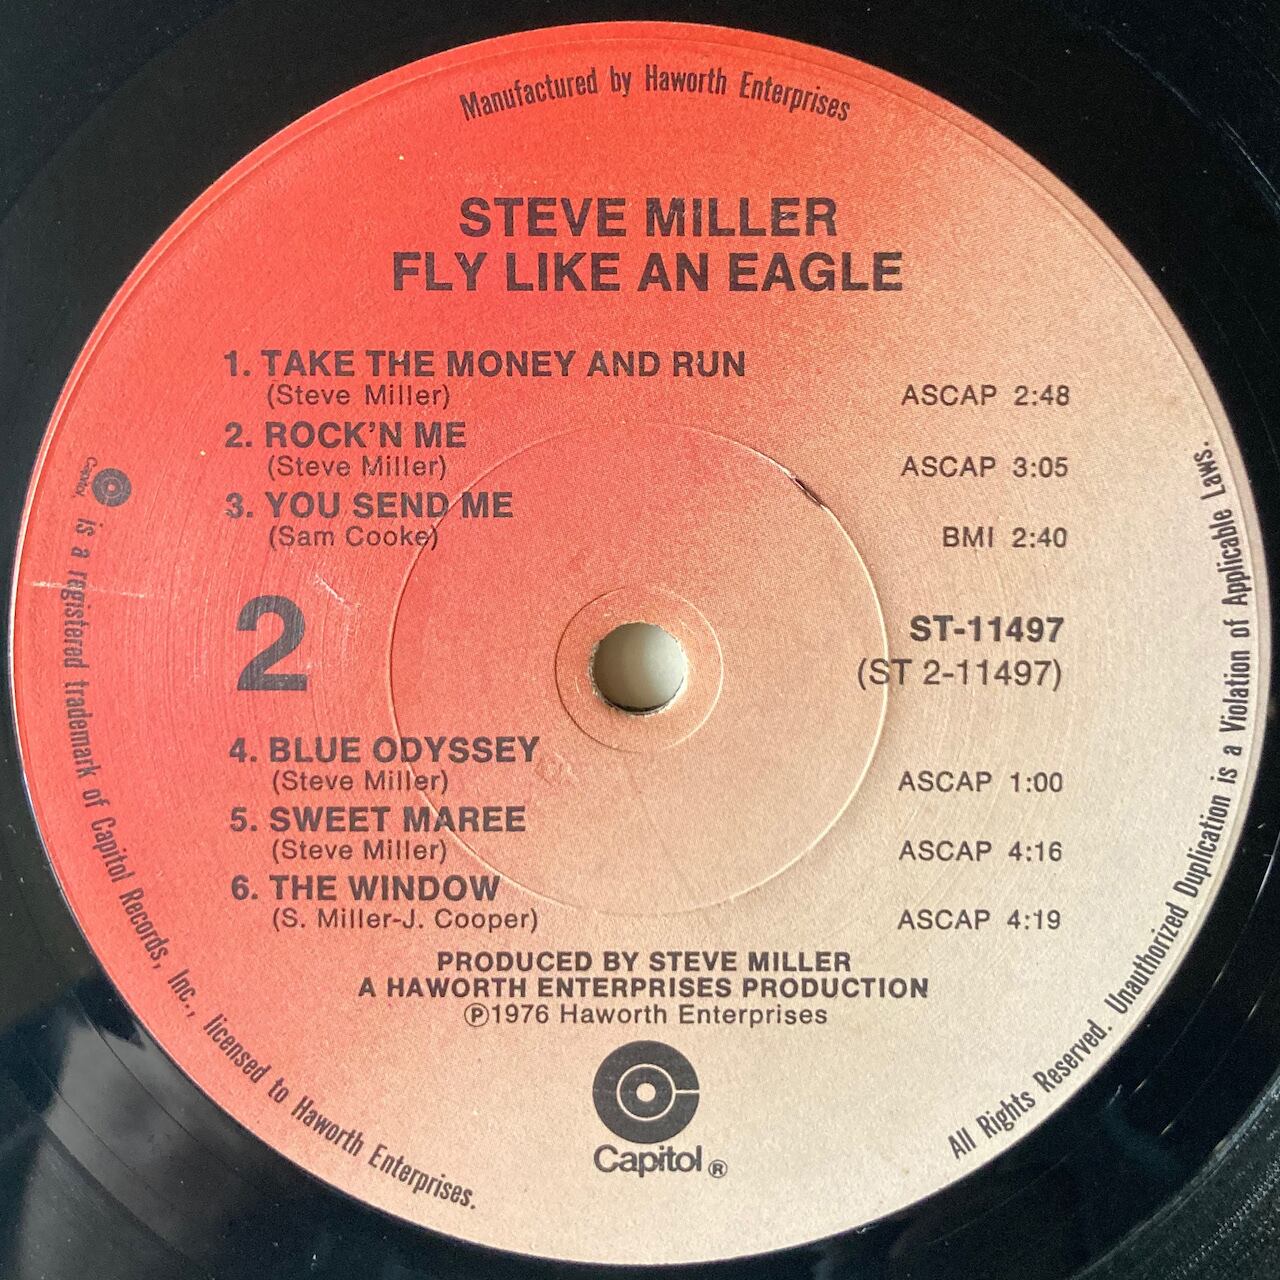 Manufactured by Haworth Enterprises
STEVE MILLER
FLY LIKE AN EAGLE
1. TAKE THE MONEY AND RUN
(Steve Miller) ASCAP 2:48
2. ROCK'N ME
(Steve Miller) ASCAP 3:05
3. YOU SEND ME
(Sam Cooke) BMI 2:40
2
ST-11497
(ST 2-11497)
4. BLUE ODYSSEY
(Steve Miller) ASCAP 1:00
5. SWEET MAREE
(Steve Miller) ASCAP 4:16
6. THE WINDOW
(S. Miller-J. Cooper) ASCAP 4:19
PRODUCED BY STEVE MILLER
A HAWORTH ENTERPRISES PRODUCTION
Ⓟ1976 Haworth Enterprises
Capitol ®
Capitol. is a registered trademark of Capitol Records, Inc., licensed to Haworth Enterprises.
All Rights Reserved. Unauthorized Duplication is a Violation of Applicable Laws.